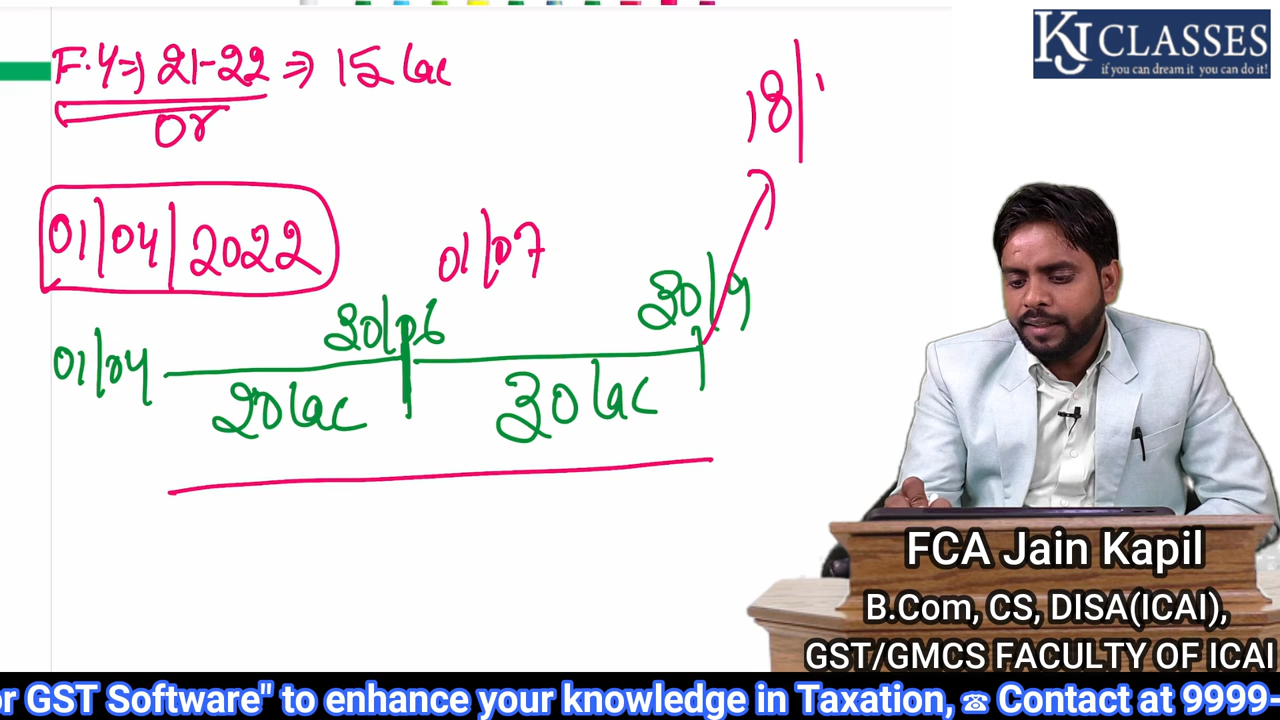 F.Y ⇒ 21-22 ⇒ 15 lac
or
01/04/2022
01/07
18/
30/06
30/9
01/04
20 lac
30 lac
KJ CLASSES
if you can dream it you can do it!
FCA Jain Kapil
B.Com, CS, DISA(ICAI),
GST/GMCS FACULTY OF ICAI
or GST Software" to enhance your knowledge in Taxation, ☎ Contact at 9999-